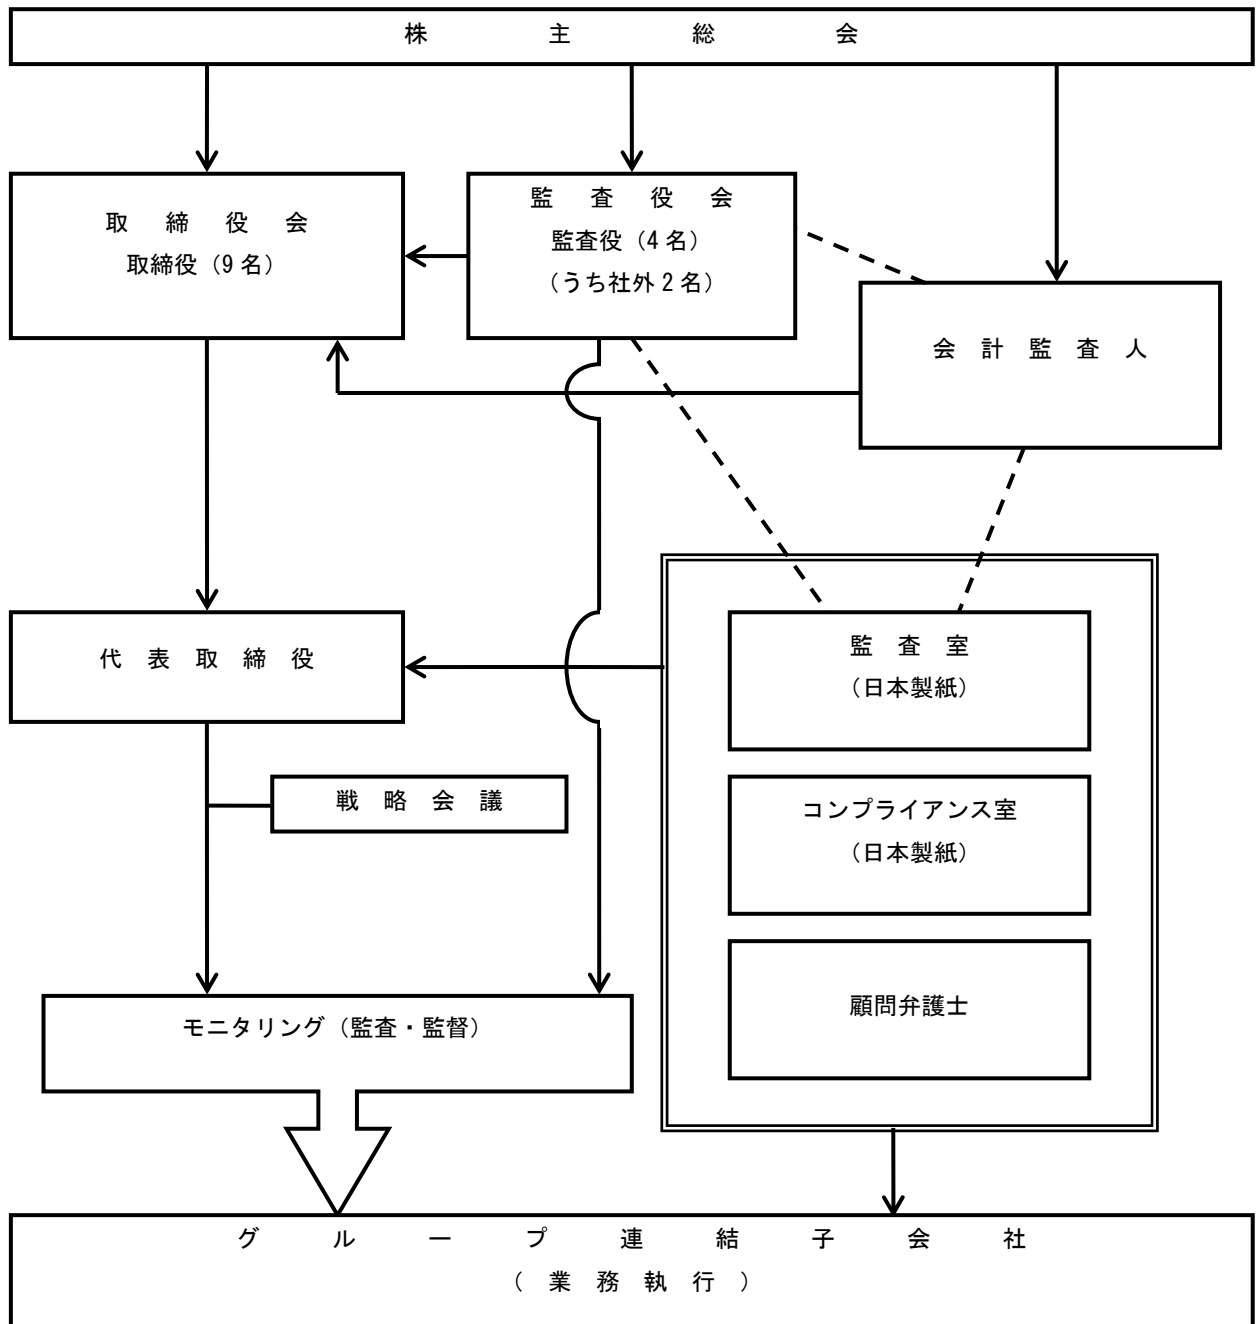 株主総会
取締役会
取締役（9名）
監査役会
監査役（4名）
（うち社外2名）
会計監査人
代表取締役
監査室
（日本製紙）
戦略会議
コンプライアンス室
（日本製紙）
顧問弁護士
モニタリング（監査・監督）
グループ連結子会社
（業務執行）